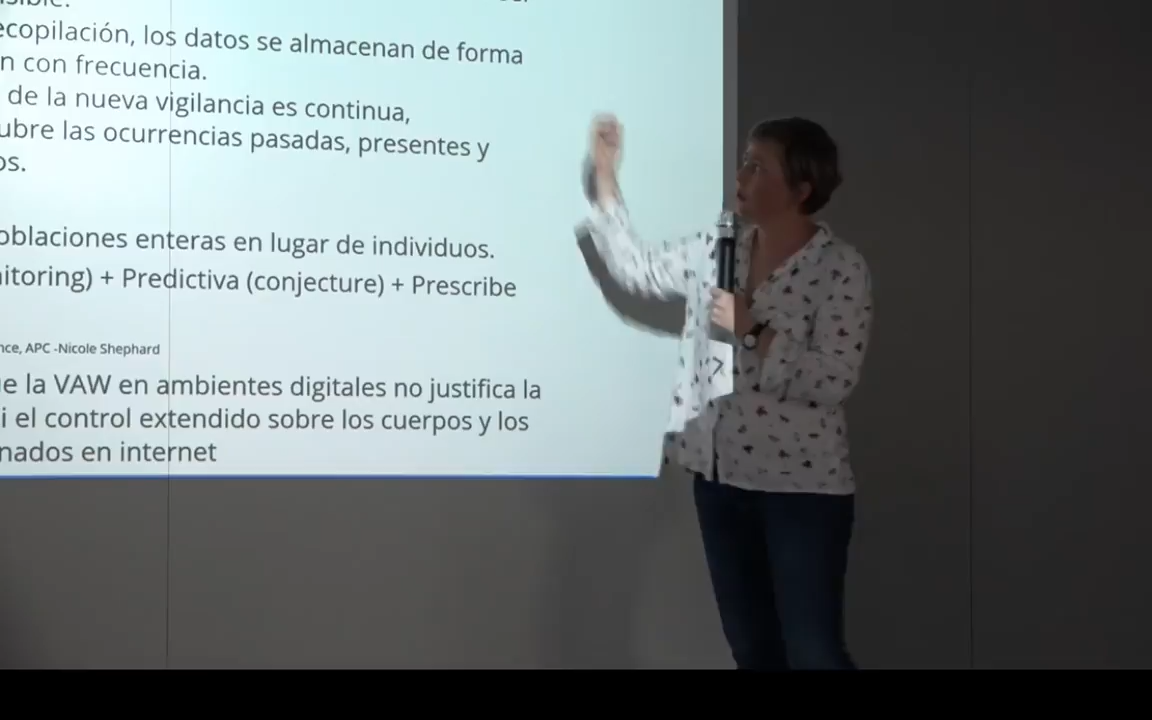 ecopilación, los datos se almacenan de forma
n con frecuencia.
de la nueva vigilancia es continua,
ubre las ocurrencias pasadas, presentes y
os.
oblaciones enteras en lugar de individuos.
nitoring) + Predictiva (conjecture) + Prescribe
nce, APC -Nicole Shephard
e la VAW en ambientes digitales no justifica la
i el control extendido sobre los cuerpos y los
nados en internet